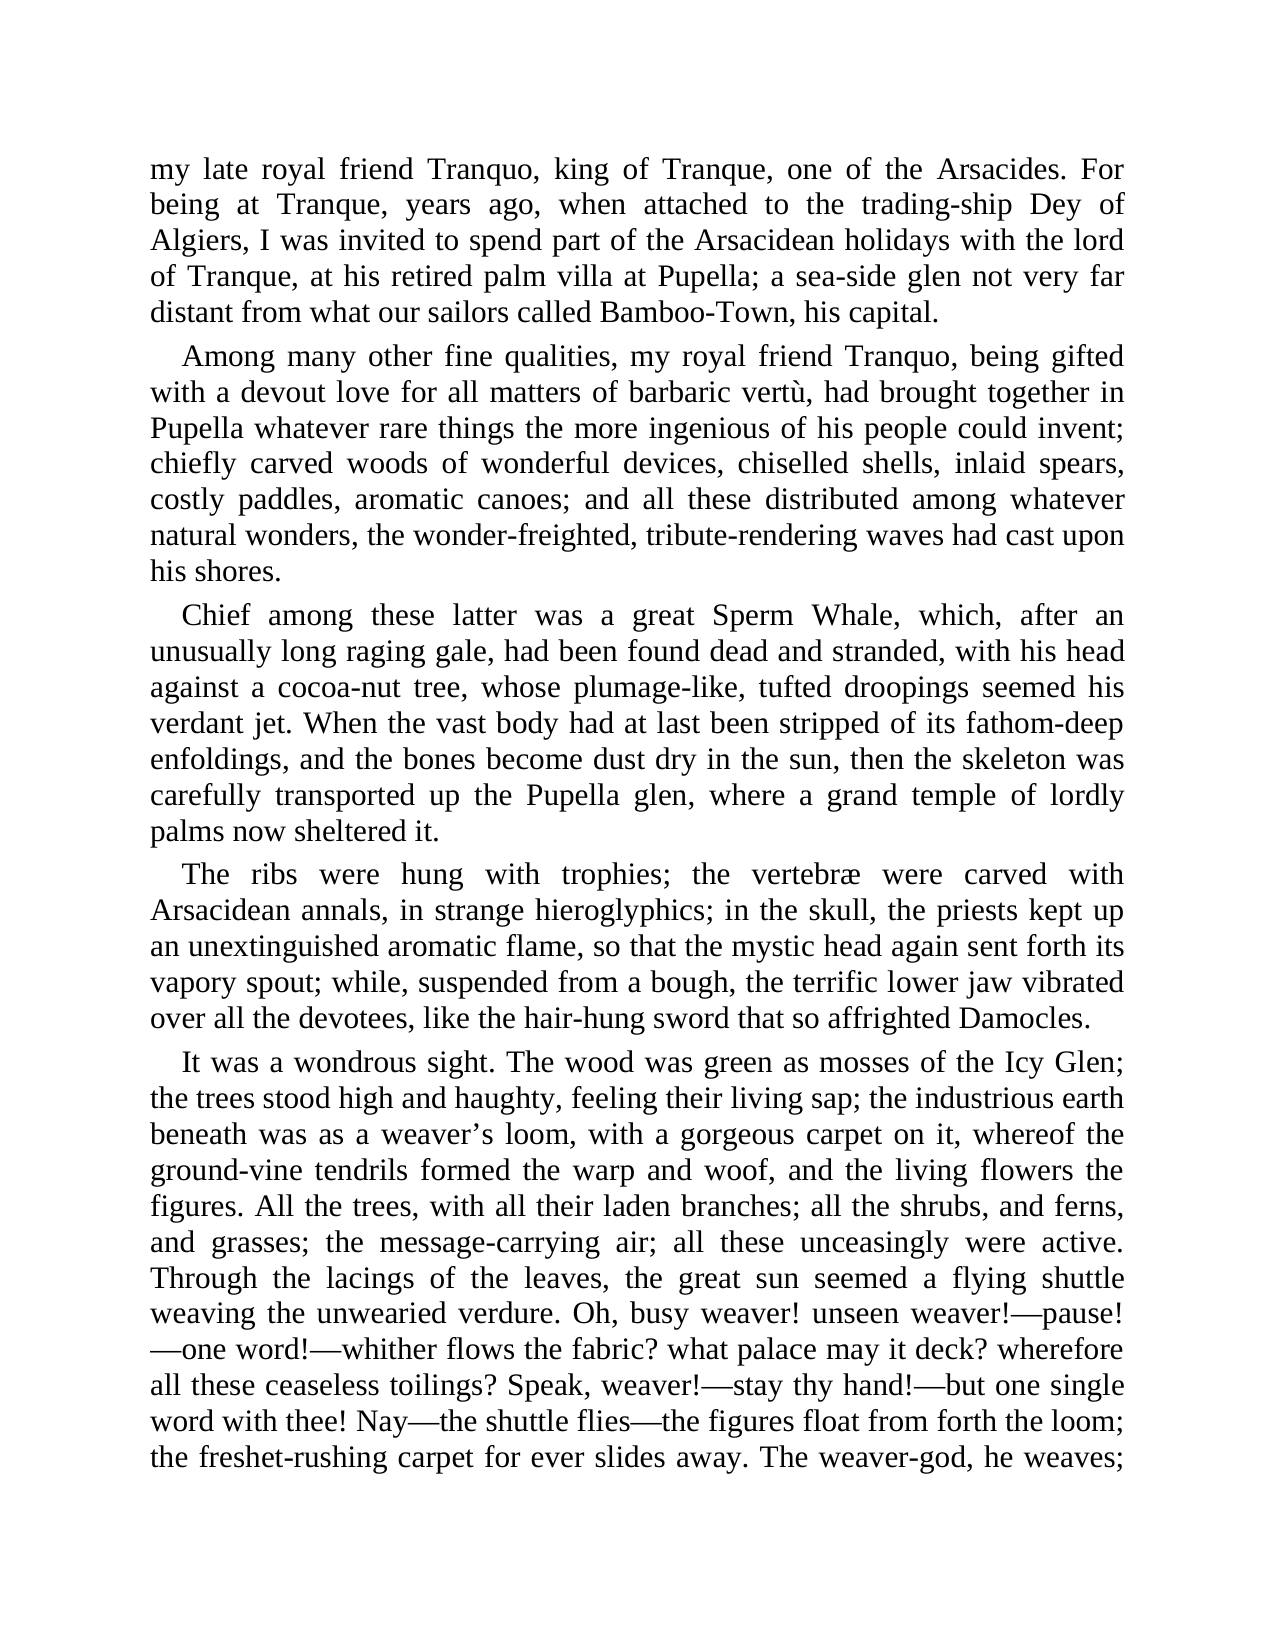 my late royal friend Tranquo, king of Tranque, one of the Arsacides. For
being at Tranque, years ago, when attached to the trading-ship Dey of
Algiers, I was invited to spend part of the Arsacidean holidays with the lord
of Tranque, at his retired palm villa at Pupella; a sea-side glen not very far
distant from what our sailors called Bamboo-Town, his capital.
Among many other fine qualities, my royal friend Tranquo, being gifted
with a devout love for all matters of barbaric vertù, had brought together in
Pupella whatever rare things the more ingenious of his people could invent;
chiefly carved woods of wonderful devices, chiselled shells, inlaid spears,
costly paddles, aromatic canoes; and all these distributed among whatever
natural wonders, the wonder-freighted, tribute-rendering waves had cast upon
his shores.
Chief among these latter was a great Sperm Whale, which, after an
unusually long raging gale, had been found dead and stranded, with his head
against a cocoa-nut tree, whose plumage-like, tufted droopings seemed his
verdant jet. When the vast body had at last been stripped of its fathom-deep
enfoldings, and the bones become dust dry in the sun, then the skeleton was
carefully transported up the Pupella glen, where a grand temple of lordly
palms now sheltered it.
The ribs were hung with trophies; the vertebræ were carved with
Arsacidean annals, in strange hieroglyphics; in the skull, the priests kept up
an unextinguished aromatic flame, so that the mystic head again sent forth its
vapory spout; while, suspended from a bough, the terrific lower jaw vibrated
over all the devotees, like the hair-hung sword that so affrighted Damocles.
It was a wondrous sight. The wood was green as mosses of the Icy Glen;
the trees stood high and haughty, feeling their living sap; the industrious earth
beneath was as a weaver’s loom, with a gorgeous carpet on it, whereof the
ground-vine tendrils formed the warp and woof, and the living flowers the
figures. All the trees, with all their laden branches; all the shrubs, and ferns,
and grasses; the message-carrying air; all these unceasingly were active.
Through the lacings of the leaves, the great sun seemed a flying shuttle
weaving the unwearied verdure. Oh, busy weaver! unseen weaver!—pause!
—one word!—whither flows the fabric? what palace may it deck? wherefore
all these ceaseless toilings? Speak, weaver!—stay thy hand!—but one single
word with thee! Nay—the shuttle flies—the figures float from forth the loom;
the freshet-rushing carpet for ever slides away. The weaver-god, he weaves;